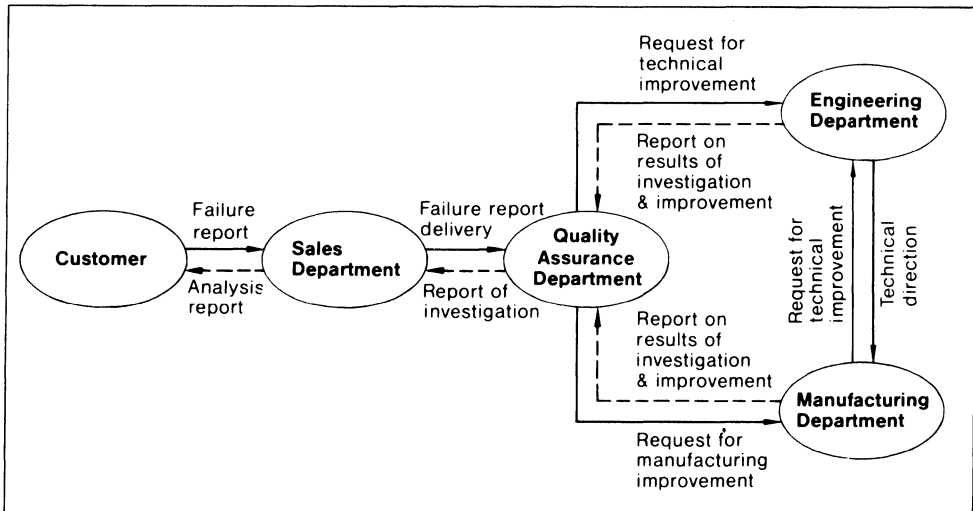 Request for
technical
improvement
Engineering
Department
Report on
results of
investigation
& improvement
Failure
report
Failure report
delivery
Customer
Sales
Department
Quality
Assurance
Department
Analysis
report
Report of
investigation
Request for
technical
improvement
Technical
direction
Report on
results of
investigation
& improvement
Manufacturing
Department
Request for
manufacturing
improvement